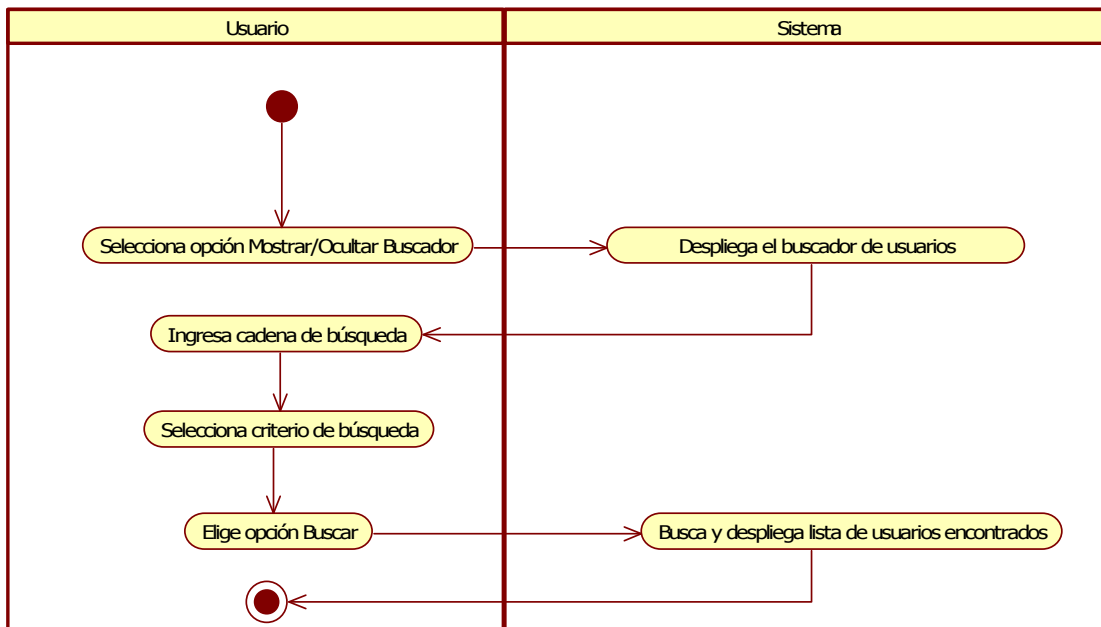 Usuario
Sistema
Selecciona opción Mostrar/Ocultar Buscador
Despliega el buscador de usuarios
Ingresa cadena de búsqueda
Selecciona criterio de búsqueda
Elige opción Buscar
Busca y despliega lista de usuarios encontrados